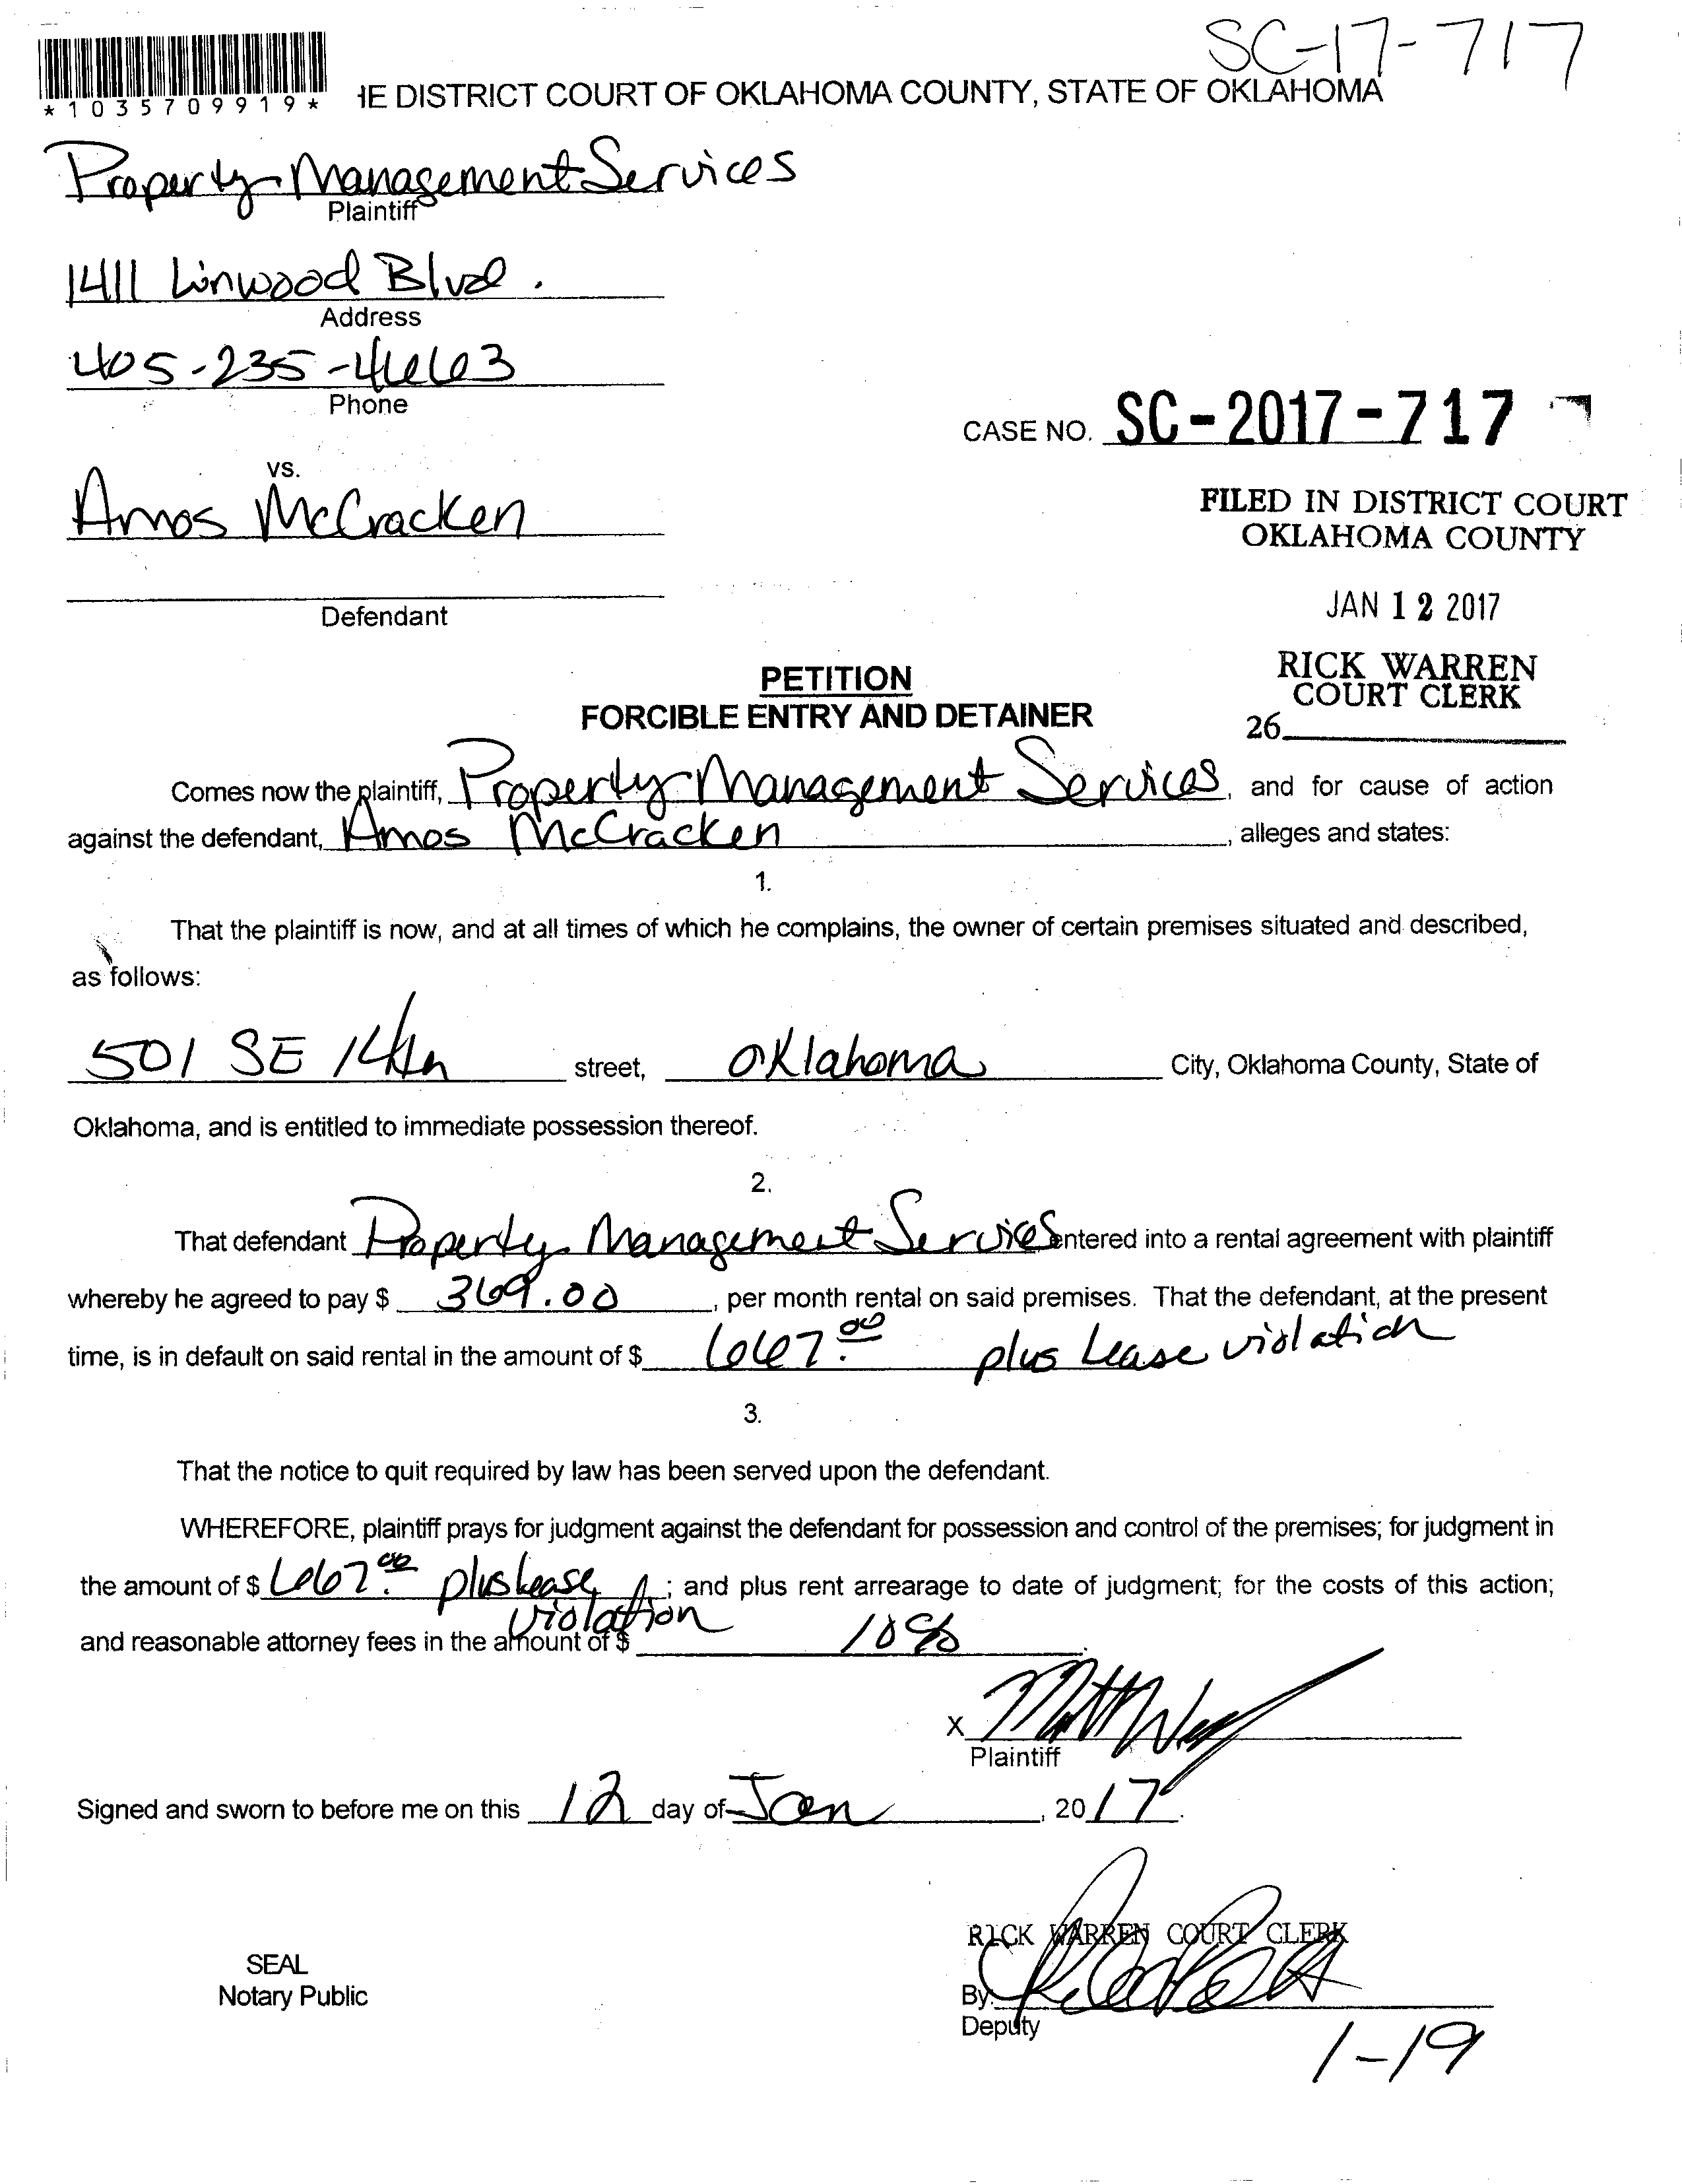 SC-17-717
*1035709919*
HE DISTRICT COURT OF OKLAHOMA COUNTY, STATE OF OKLAHOMA
Property Management Services
Plaintiff
1411 Linwood Blvd.
Address
405-235-4663
Phone
CASE NO. SC-2017-717
vs.
Amos McCracken
FILED IN DISTRICT COURT
OKLAHOMA COUNTY
Defendant
JAN 12 2017
PETITION
FORCIBLE ENTRY AND DETAINER
RICK WARREN
COURT CLERK
26
Comes now the plaintiff, Property Management Services, and for cause of action
against the defendant, Amos McCracken, alleges and states:
1.
That the plaintiff is now, and at all times of which he complains, the owner of certain premises situated and described,
as follows:
501 SE 14th street, Oklahoma City, Oklahoma County, State of
Oklahoma, and is entitled to immediate possession thereof.
2.
That defendant Property Management Services entered into a rental agreement with plaintiff
whereby he agreed to pay $ 369.00, per month rental on said premises. That the defendant, at the present
time, is in default on said rental in the amount of $ 667.00 plus Lease violation
3.
That the notice to quit required by law has been served upon the defendant.
WHEREFORE, plaintiff prays for judgment against the defendant for possession and control of the premises; for judgment in
the amount of $ 667.00 plus lease violation; and plus rent arrearage to date of judgment; for the costs of this action;
and reasonable attorney fees in the amount of $ 10%.
X
Plaintiff
Signed and sworn to before me on this 12 day of Jan, 2017.
RICK WARREN COURT CLERK
SEAL
Notary Public
By:
Deputy
1-19